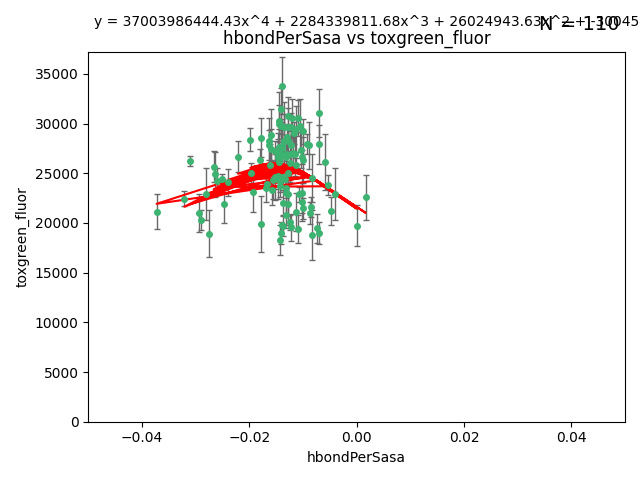 y = 37003986444.43x^4 + 2284339811.68x^3 + 26024943.63x^2 + -30045
N = 110
hbondPerSasa vs toxgreen_fluor
35000
30000
25000
20000
15000
10000
5000
0
toxgreen_fluor
−0.04
−0.02
0.00
0.02
0.04
hbondPerSasa